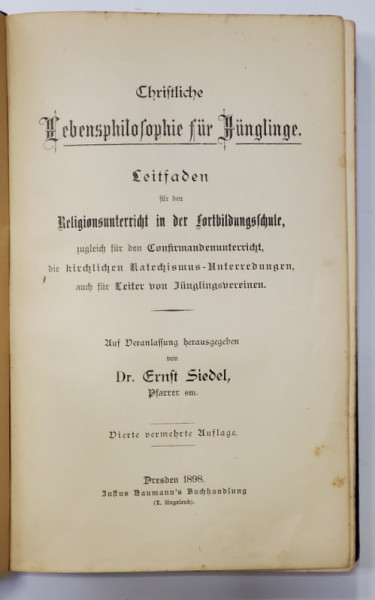 Christliche
Lebensphilosophie für Jünglinge.
Leitfaden
für den
Religionsunterricht in der Fortbildungsschule,
zugleich für den Confirmandenunterricht,
die kirchlichen Katechismus-Unterredungen,
auch für Leiter von Jünglingsvereinen.
Auf Veranlassung herausgegeben
von
Dr. Ernst Siedel,
Pfarrer em.
Vierte vermehrte Auflage.
Dresden 1898.
Justus Naumann's Buchhandlung
(L. Ungelenk).